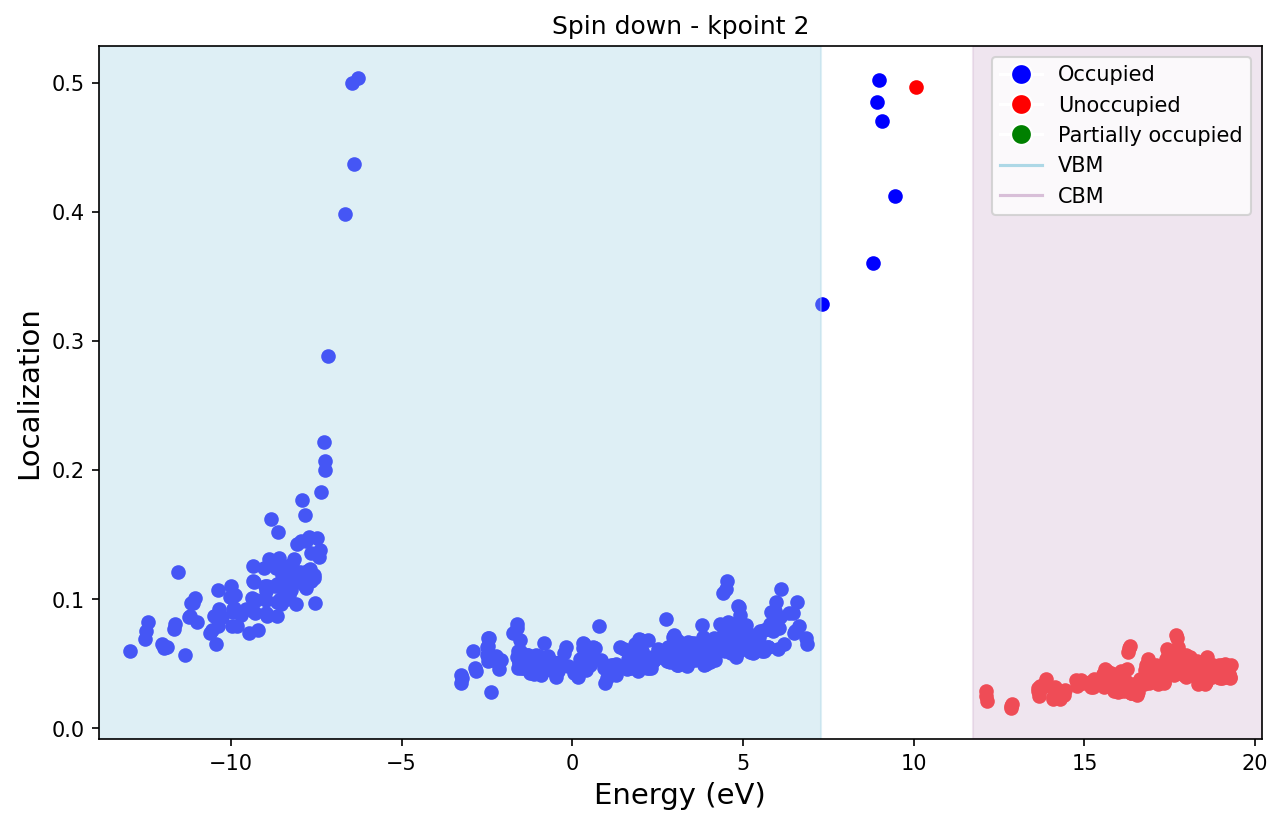 Spin down - kpoint 2
Localization
0.5
0.4
0.3
0.2
0.1
0.0
Occupied
Unoccupied
Partially occupied
VBM
CBM
−10
−5
0
5
10
15
20
Energy (eV)